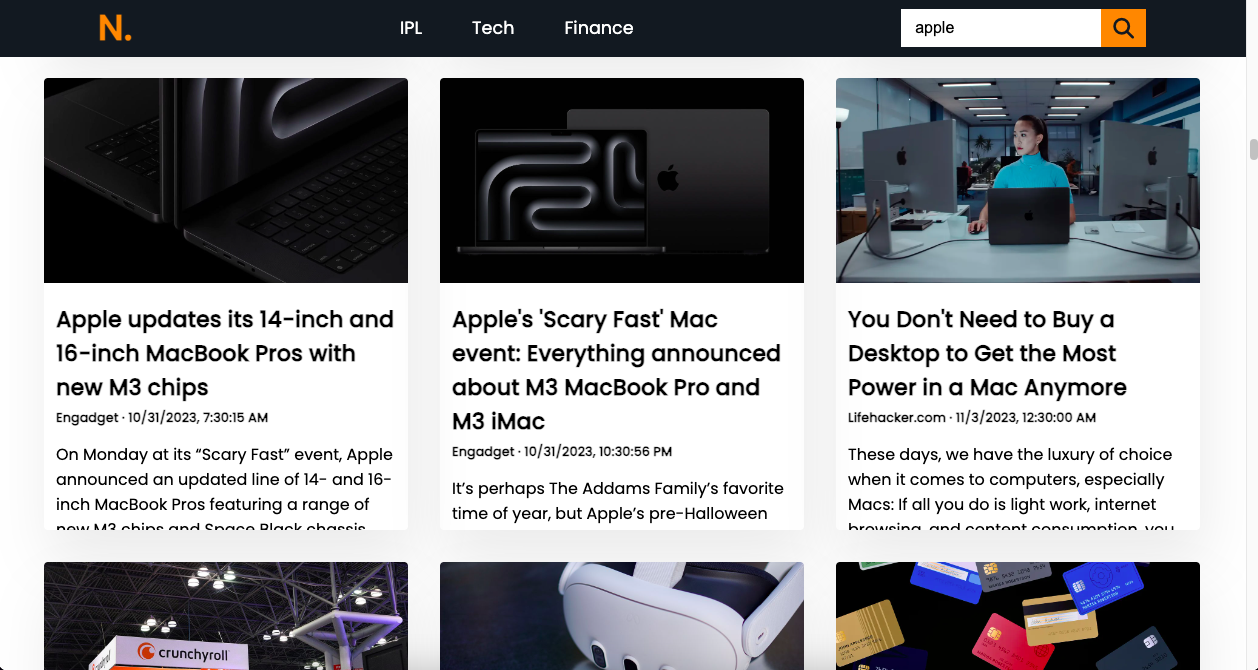 N.
IPL
Tech
Finance
apple
Apple updates its 14-inch and
16-inch MacBook Pros with
new M3 chips
Engadget · 10/31/2023, 7:30:15 AM
On Monday at its “Scary Fast” event, Apple
announced an updated line of 14- and 16-
inch MacBook Pros featuring a range of
new M3 chips and Space Black chassis
Apple's 'Scary Fast' Mac
event: Everything announced
about M3 MacBook Pro and
M3 iMac
Engadget · 10/31/2023, 10:30:56 PM
It’s perhaps The Addams Family’s favorite
time of year, but Apple’s pre-Halloween
You Don't Need to Buy a
Desktop to Get the Most
Power in a Mac Anymore
Lifehacker.com · 11/3/2023, 12:30:00 AM
These days, we have the luxury of choice
when it comes to computers, especially
Macs: If all you do is light work, internet
browsing, and content consumption, you
crunchyroll